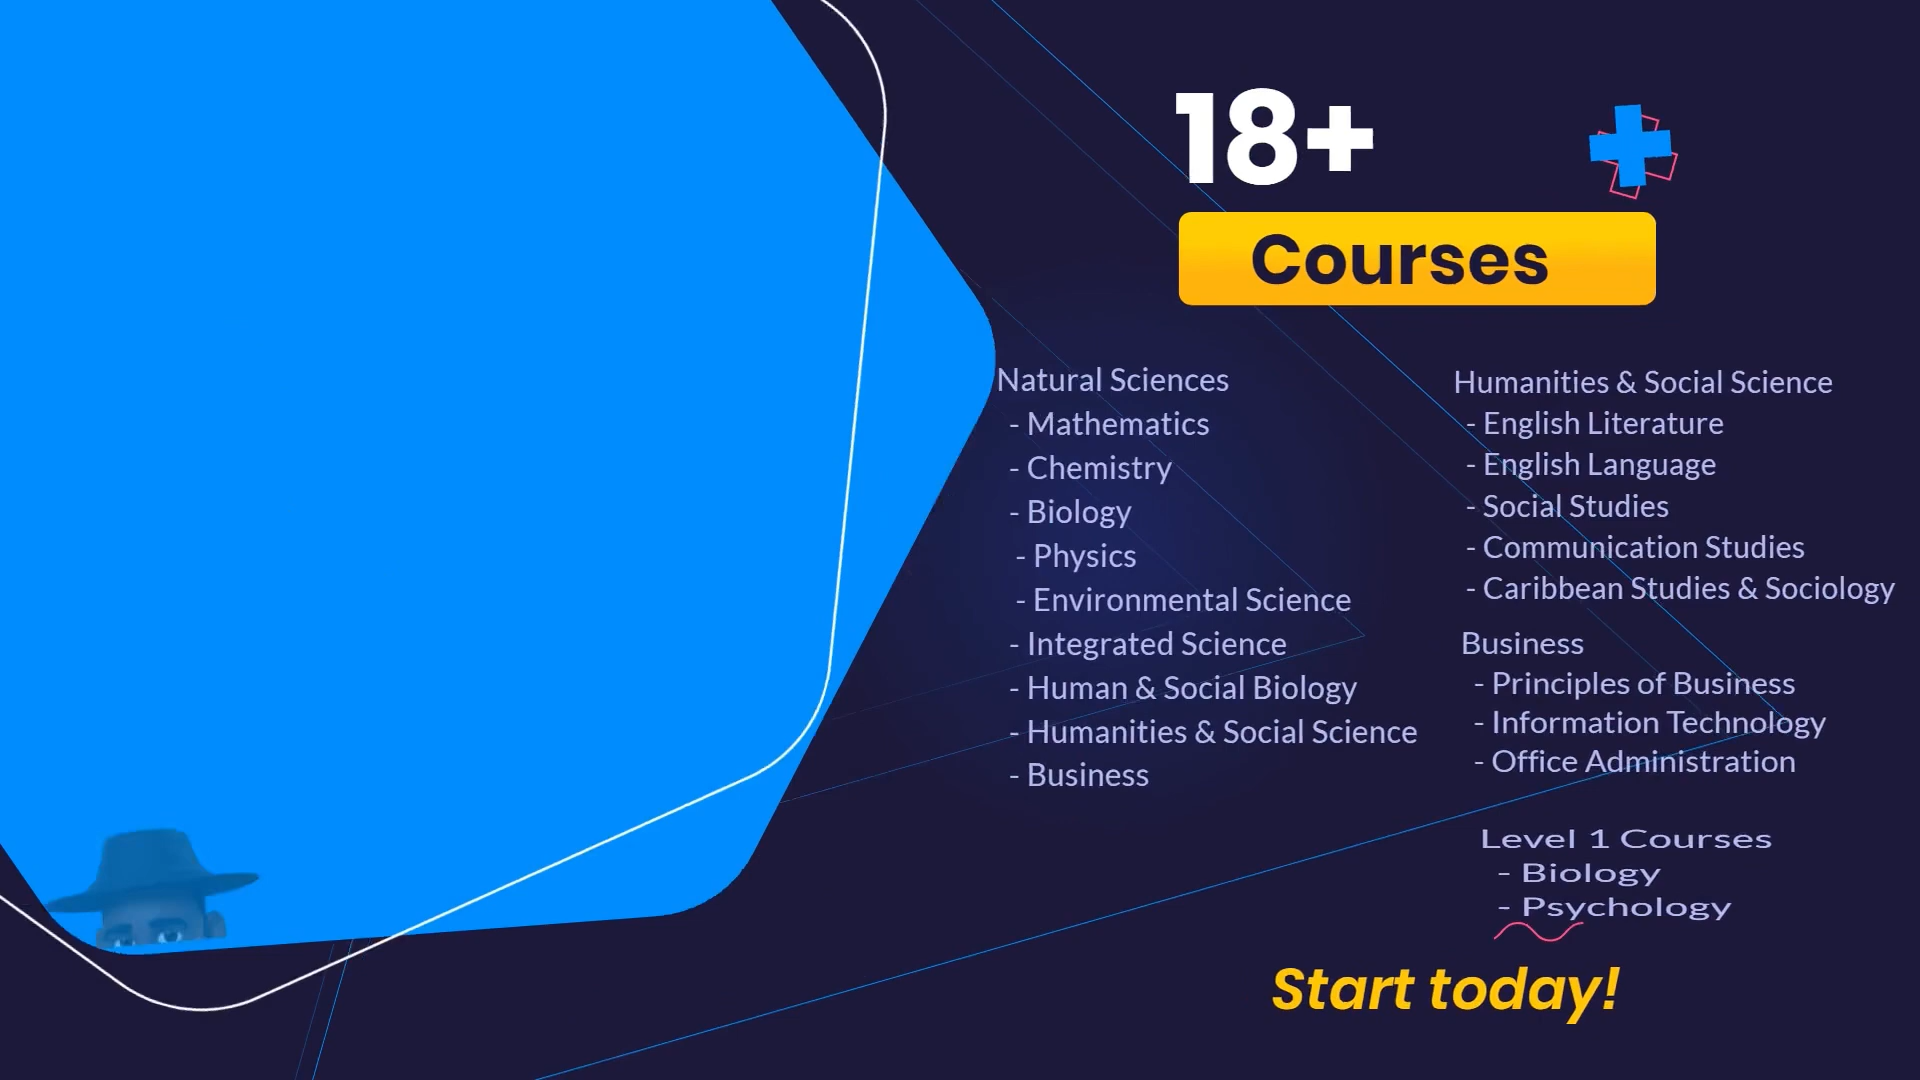 18+
Courses
Natural Sciences
- Mathematics
- Chemistry
- Biology
- Physics
- Environmental Science
- Integrated Science
- Human & Social Biology
- Humanities & Social Science
- Business
Humanities & Social Science
- English Literature
- English Language
- Social Studies
- Communication Studies
- Caribbean Studies & Sociology
Business
- Principles of Business
- Information Technology
- Office Administration
Level 1 Courses
- Biology
- Psychology
Start today!